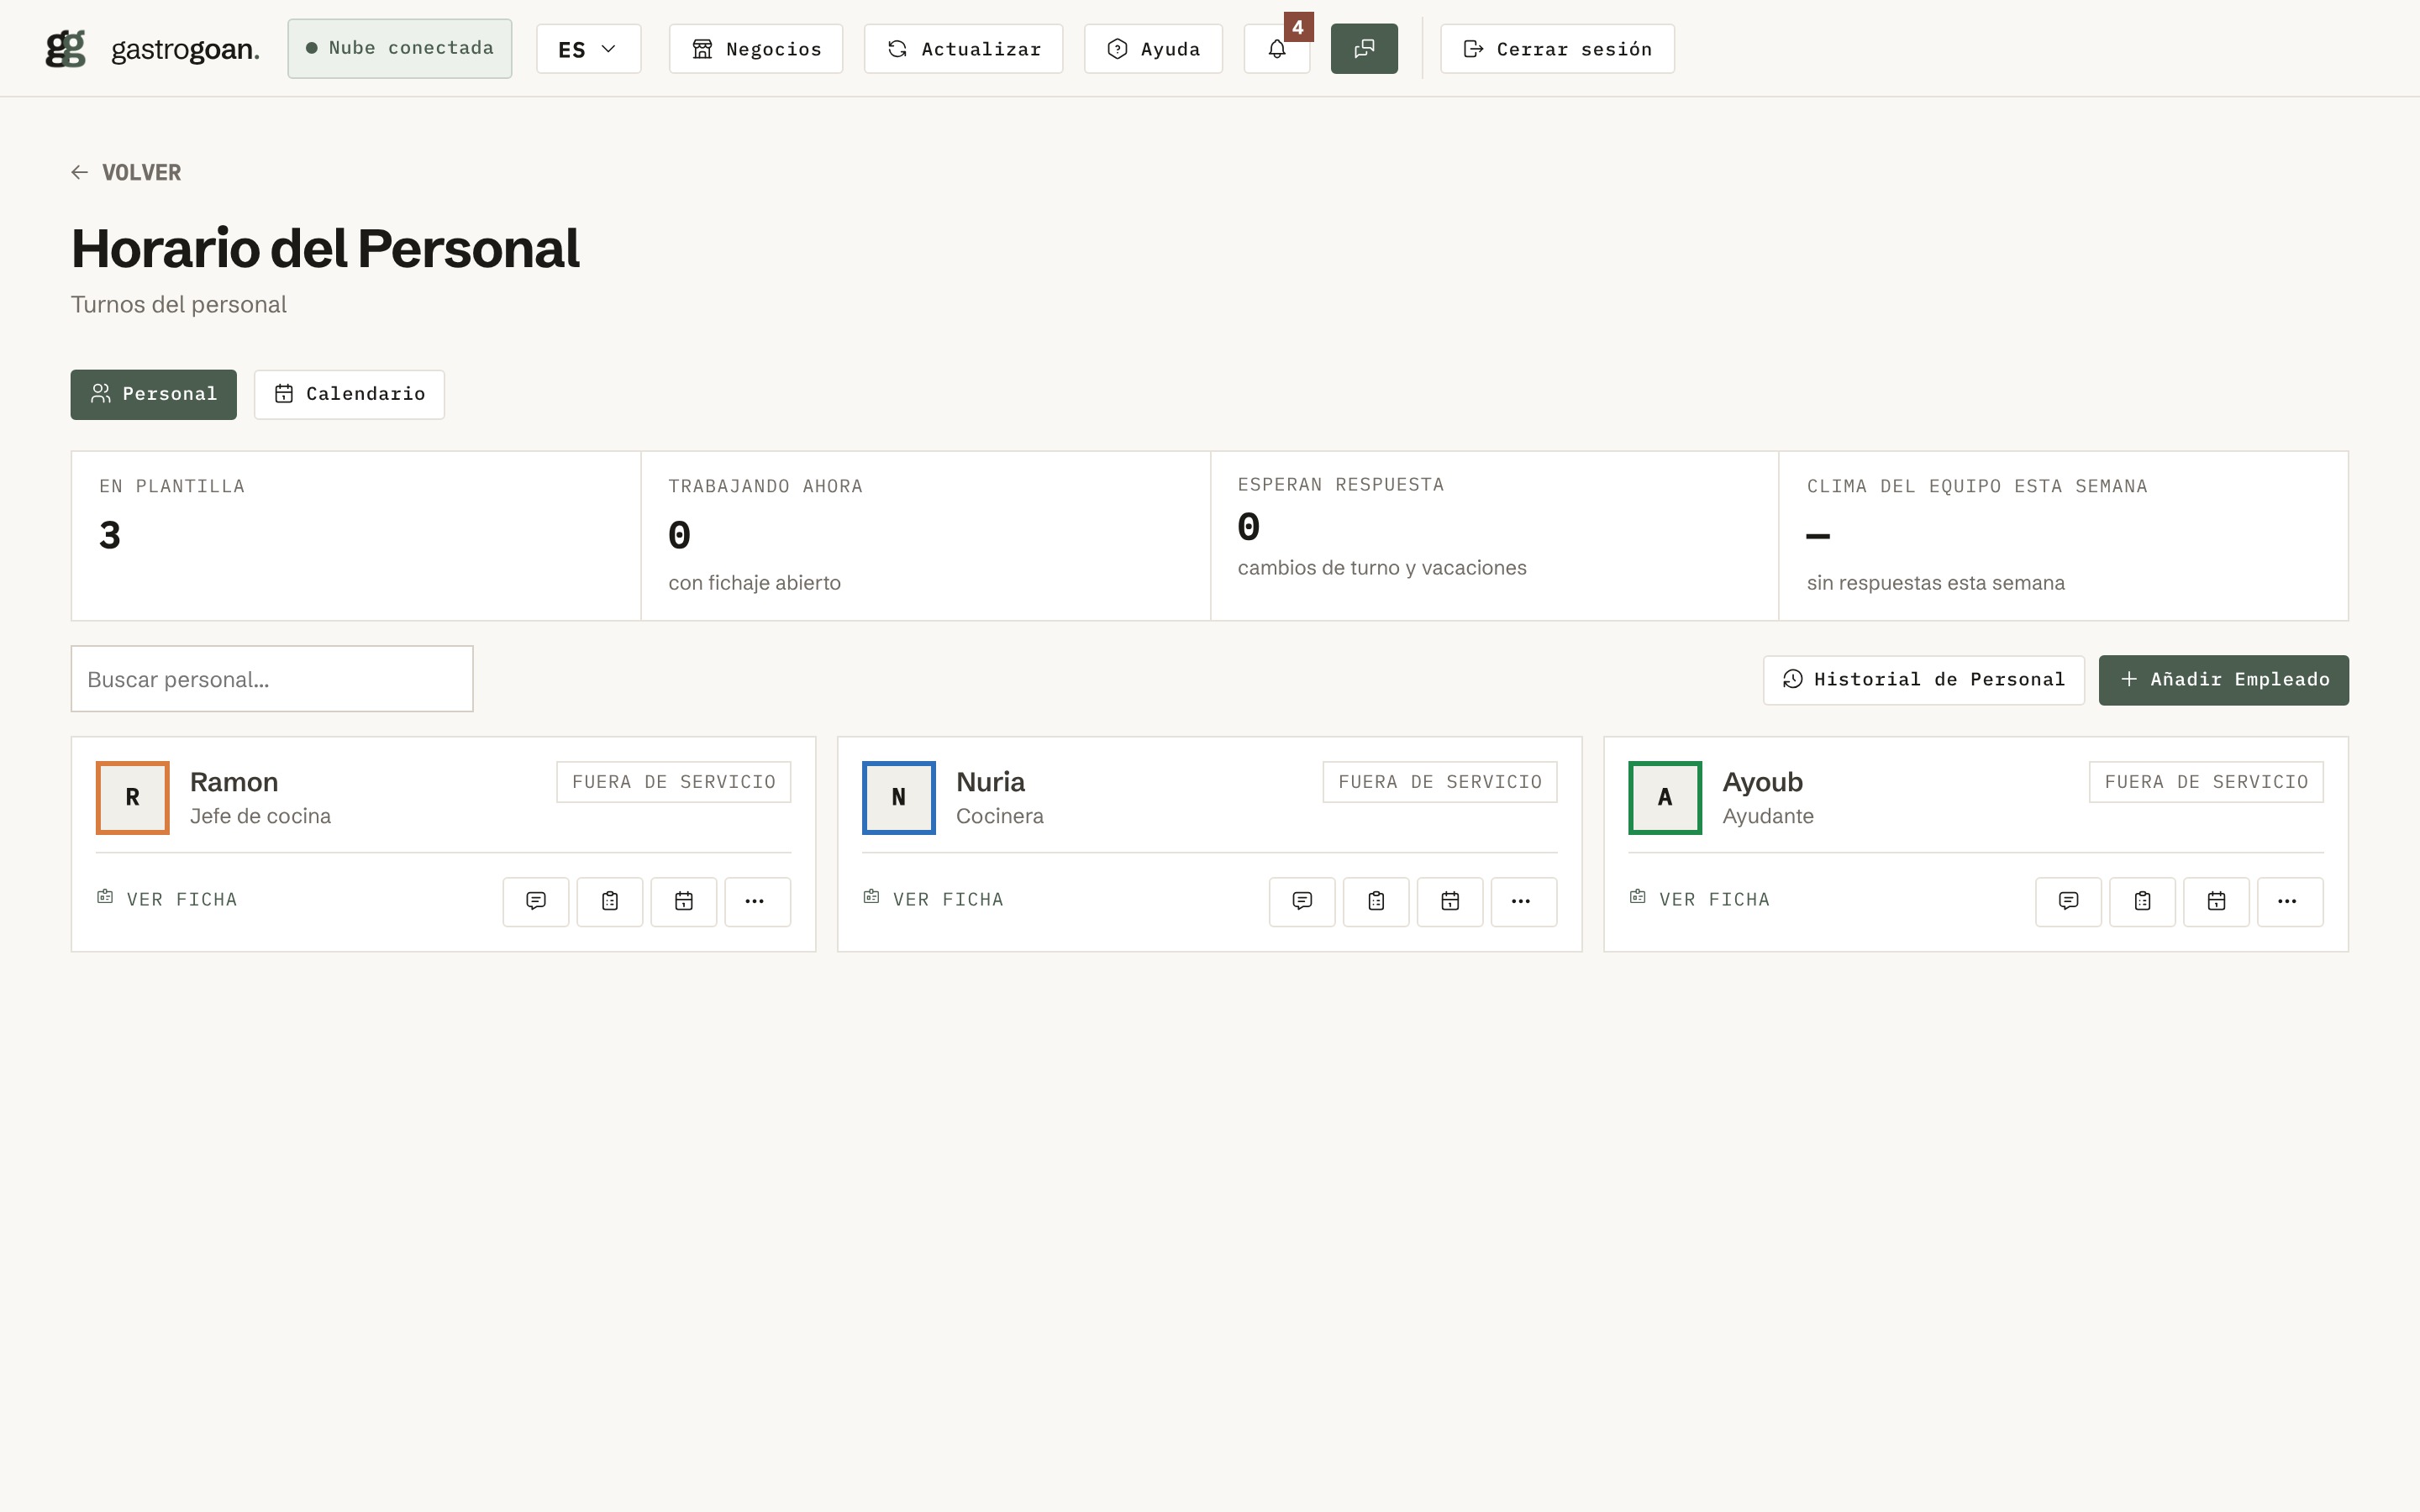 gg gastrogoan.
Nube conectada
ES
Negocios
Actualizar
Ayuda
4
Cerrar sesión
← VOLVER
Horario del Personal
Turnos del personal
Personal
Calendario
EN PLANTILLA
3
TRABAJANDO AHORA
0
con fichaje abierto
ESPERAN RESPUESTA
0
cambios de turno y vacaciones
CLIMA DEL EQUIPO ESTA SEMANA
—
sin respuestas esta semana
Buscar personal...
Historial de Personal
+ Añadir Empleado
R
Ramon
Jefe de cocina
FUERA DE SERVICIO
VER FICHA
N
Nuria
Cocinera
FUERA DE SERVICIO
VER FICHA
A
Ayoub
Ayudante
FUERA DE SERVICIO
VER FICHA